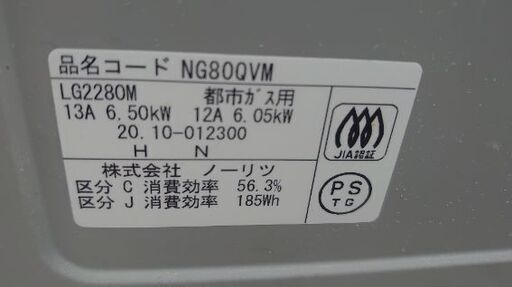 品名コード NG80QVM
LG2280M 都市ガス用
13A 6.50kW 12A 6.05kW
20.10-012300
H N
株式会社 ノーリツ
区分 C 消費効率 56.3%
区分 J 消費効率 185Wh
JIA認証
PS
TG